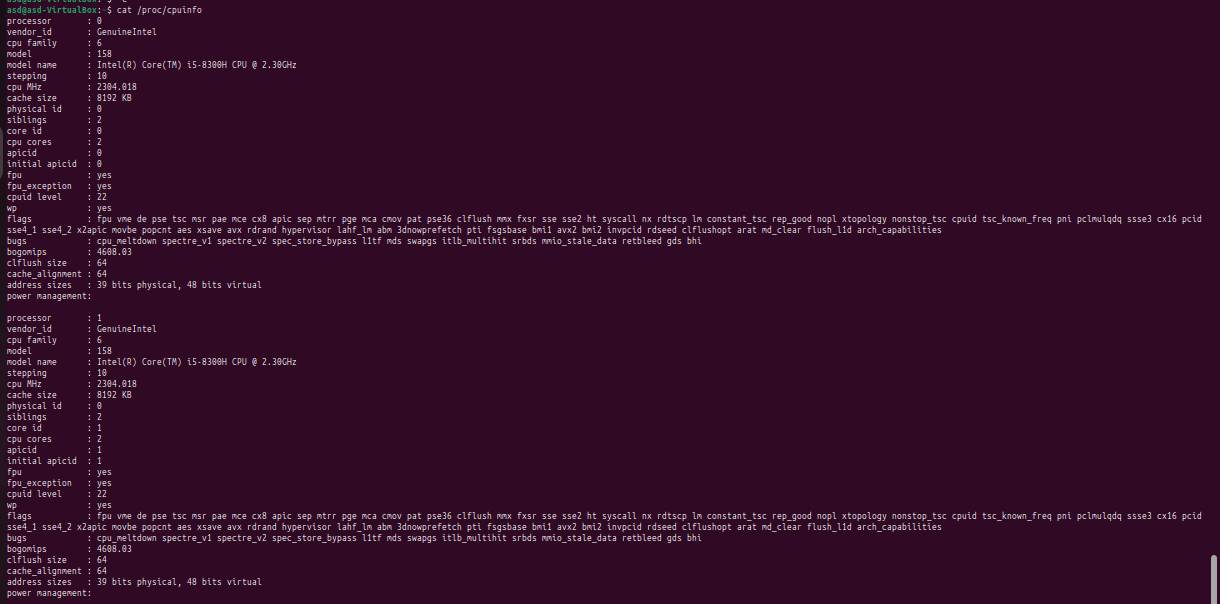 asd@asd-VirtualBox:~$ cat /proc/cpuinfo
processor : 0
vendor_id : GenuineIntel
cpu family : 6
model : 158
model name : Intel(R) Core(TM) i5-8300H CPU @ 2.30GHz
stepping : 10
cpu MHz : 2304.018
cache size : 8192 KB
physical id : 0
siblings : 2
core id : 0
cpu cores : 2
apicid : 0
initial apicid : 0
fpu : yes
fpu_exception : yes
cpuid level : 22
wp : yes
flags : fpu vme de pse tsc msr pae mce cx8 apic sep mtrr pge mca cmov pat pse36 clflush mmx fxsr sse sse2 ht syscall nx rdtscp lm constant_tsc rep_good nopl xtopology nonstop_tsc cpuid tsc_known_freq pni pclmulqdq ssse3 cx16 pcid
sse4_1 sse4_2 x2apic movbe popcnt aes xsave avx rdrand hypervisor lahf_lm abm 3dnowprefetch pti fsgsbase bmi1 avx2 bmi2 invpcid rdseed clflushopt arat md_clear flush_l1d arch_capabilities
bugs : cpu_meltdown spectre_v1 spectre_v2 spec_store_bypass l1tf mds swapgs itlb_multihit srbds mmio_stale_data retbleed gds bhi
bogomips : 4608.03
clflush size : 64
cache_alignment : 64
address sizes : 39 bits physical, 48 bits virtual
power management:
processor : 1
vendor_id : GenuineIntel
cpu family : 6
model : 158
model name : Intel(R) Core(TM) i5-8300H CPU @ 2.30GHz
stepping : 10
cpu MHz : 2304.018
cache size : 8192 KB
physical id : 0
siblings : 2
core id : 1
cpu cores : 2
apicid : 1
initial apicid : 1
fpu : yes
fpu_exception : yes
cpuid level : 22
wp : yes
flags : fpu vme de pse tsc msr pae mce cx8 apic sep mtrr pge mca cmov pat pse36 clflush mmx fxsr sse sse2 ht syscall nx rdtscp lm constant_tsc rep_good nopl xtopology nonstop_tsc cpuid tsc_known_freq pni pclmulqdq ssse3 cx16 pcid
sse4_1 sse4_2 x2apic movbe popcnt aes xsave avx rdrand hypervisor lahf_lm abm 3dnowprefetch pti fsgsbase bmi1 avx2 bmi2 invpcid rdseed clflushopt arat md_clear flush_l1d arch_capabilities
bugs : cpu_meltdown spectre_v1 spectre_v2 spec_store_bypass l1tf mds swapgs itlb_multihit srbds mmio_stale_data retbleed gds bhi
bogomips : 4608.03
clflush size : 64
cache_alignment : 64
address sizes : 39 bits physical, 48 bits virtual
power management: